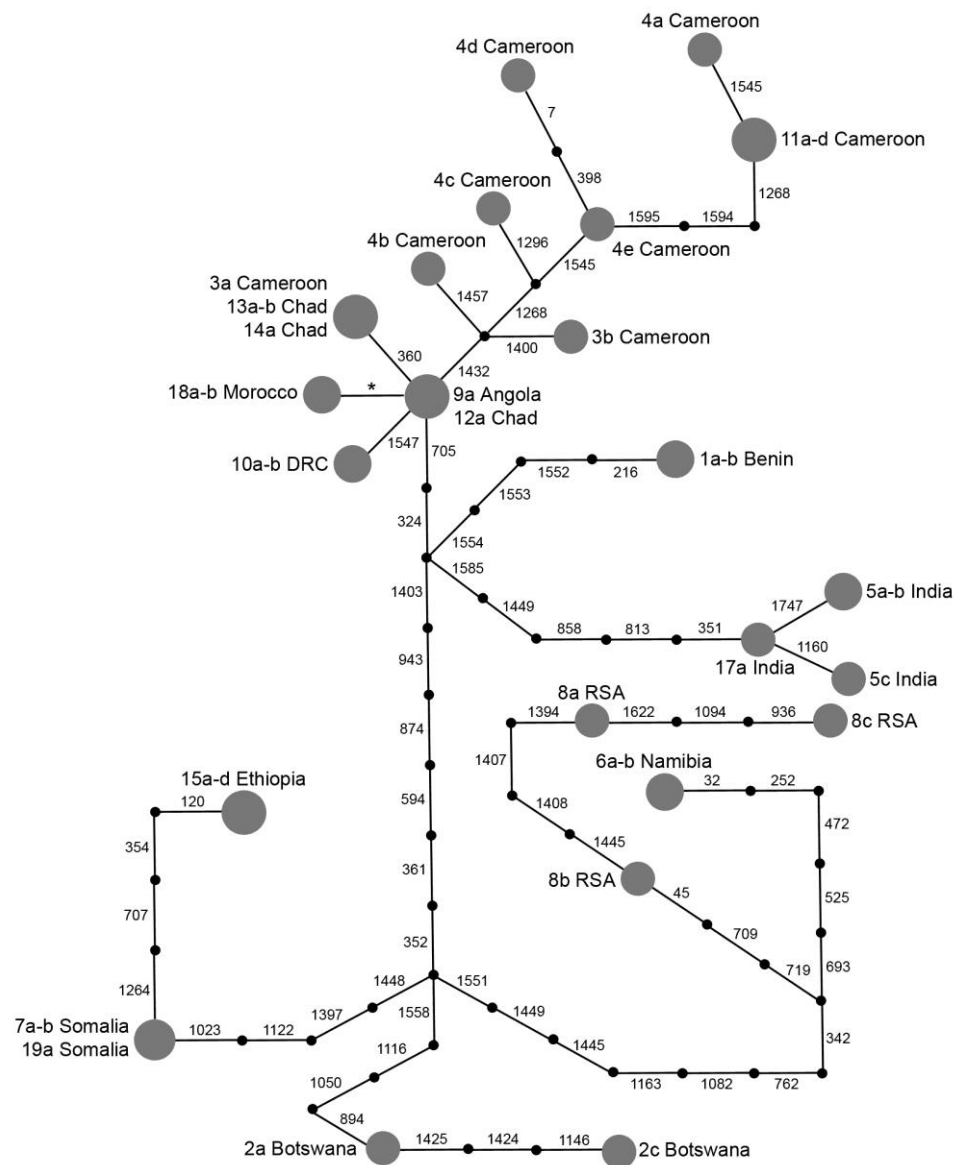 4a Cameroon
4d Cameroon
1545
7
11a-d Cameroon
398
4c Cameroon
1268
1595
1594
4e Cameroon
1296
4b Cameroon
1545
3a Cameroon
13a-b Chad
14a Chad
1457
1268
1400
3b Cameroon
360
1432
18a-b Morocco
*
9a Angola
12a Chad
1547
705
10a-b DRC
1552
216
1a-b Benin
1553
324
1554
1585
1403
1449
858
813
351
1747
5a-b India
1160
17a India
5c India
943
8a RSA
1394
1622
1094
936
8c RSA
874
1407
6a-b Namibia
32
252
15a-d Ethiopia
120
594
1408
472
354
1445
8b RSA
361
45
525
707
709
352
719
693
1264
1448
1551
1397
1558
1449
342
7a-b Somalia
19a Somalia
1023
1122
1445
1116
1163
1082
762
1050
894
2a Botswana
1425
1424
1146
2c Botswana